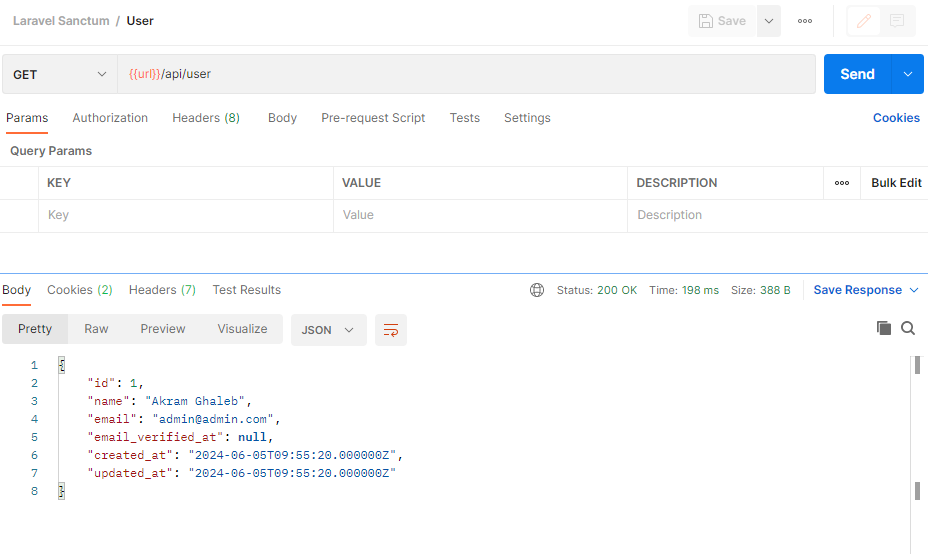 Laravel Sanctum / User
Save
GET {{url}}/api/user Send
Params Authorization Headers (8) Body Pre-request Script Tests Settings Cookies
Query Params
KEY VALUE DESCRIPTION Bulk Edit
Key Value Description
Body Cookies (2) Headers (7) Test Results Status: 200 OK Time: 198 ms Size: 388 B Save Response
Pretty Raw Preview Visualize JSON
1 {
2 "id": 1,
3 "name": "Akram Ghaleb",
4 "email": "admin@admin.com",
5 "email_verified_at": null,
6 "created_at": "2024-06-05T09:55:20.000000Z",
7 "updated_at": "2024-06-05T09:55:20.000000Z"
8 }